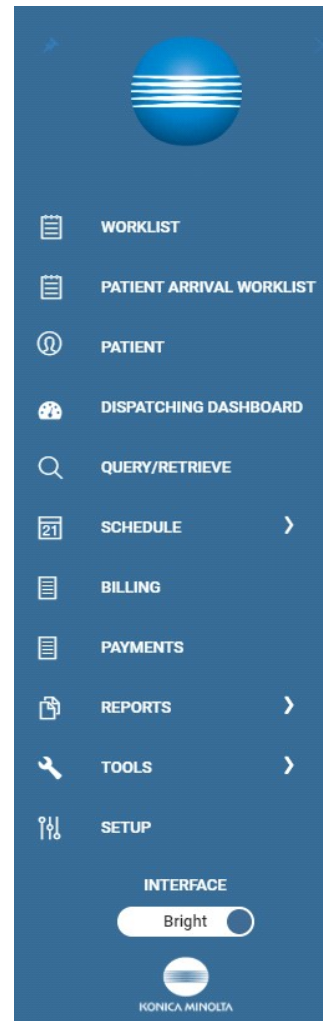 WORKLIST
PATIENT ARRIVAL WORKLIST
PATIENT
DISPATCHING DASHBOARD
QUERY/RETRIEVE
21 SCHEDULE ❯
BILLING
PAYMENTS
REPORTS ❯
TOOLS ❯
SETUP
INTERFACE
Bright
KONICA MINOLTA